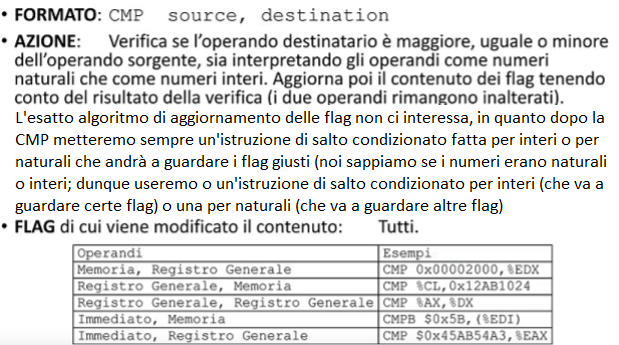 • FORMATO: CMP source, destination
• AZIONE: Verifica se l'operando destinatario è maggiore, uguale o minore
dell'operando sorgente, sia interpretando gli operandi come numeri
naturali che come numeri interi. Aggiorna poi il contenuto dei flag tenendo
conto del risultato della verifica (i due operandi rimangono inalterati).
L'esatto algoritmo di aggiornamento delle flag non ci interessa, in quanto dopo la
CMP metteremo sempre un'istruzione di salto condizionato fatta per interi o per
naturali che andrà a guardare i flag giusti (noi sappiamo se i numeri erano naturali
o interi; dunque useremo o un'istruzione di salto condizionato per interi (che va a
guardare certe flag) o una per naturali (che va a guardare altre flag)
• FLAG di cui viene modificato il contenuto: Tutti.
Operandi Esempi
Memoria, Registro Generale CMP 0x00002000,%EDX
Registro Generale, Memoria CMP %CL,0x12AB1024
Registro Generale, Registro Generale CMP %AX,%DX
Immediato, Memoria CMPB $0x5B,(%EDI)
Immediato, Registro Generale CMP $0x45AB54A3,%EAX